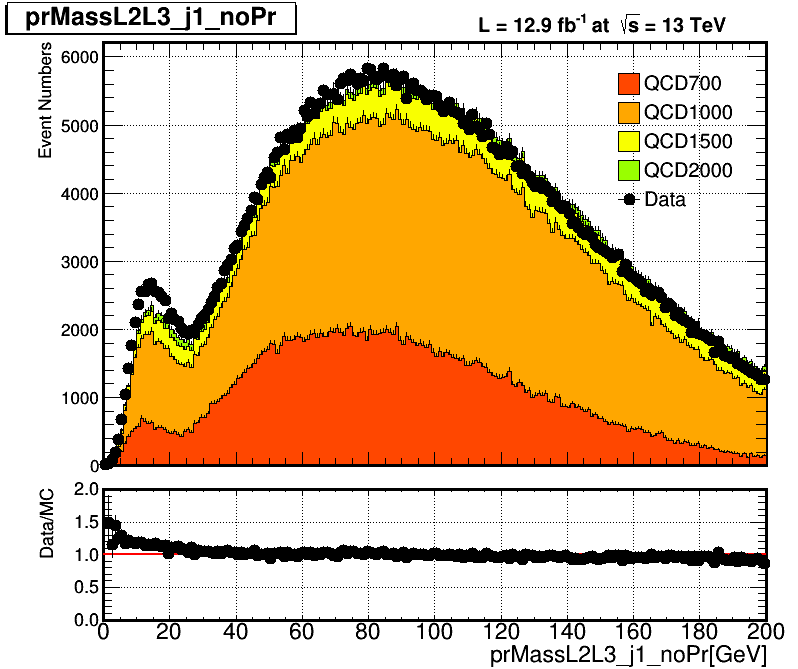 prMassL2L3_j1_noPr
L = 12.9 fb⁻¹ at √s = 13 TeV
Event Numbers
6000
5000
4000
3000
2000
1000
0
QCD700
QCD1000
QCD1500
QCD2000
Data
Data/MC
2.0
1.5
1.0
0.5
0.0
0 20 40 60 80 100 120 140 160 180 200
prMassL2L3_j1_noPr[GeV]